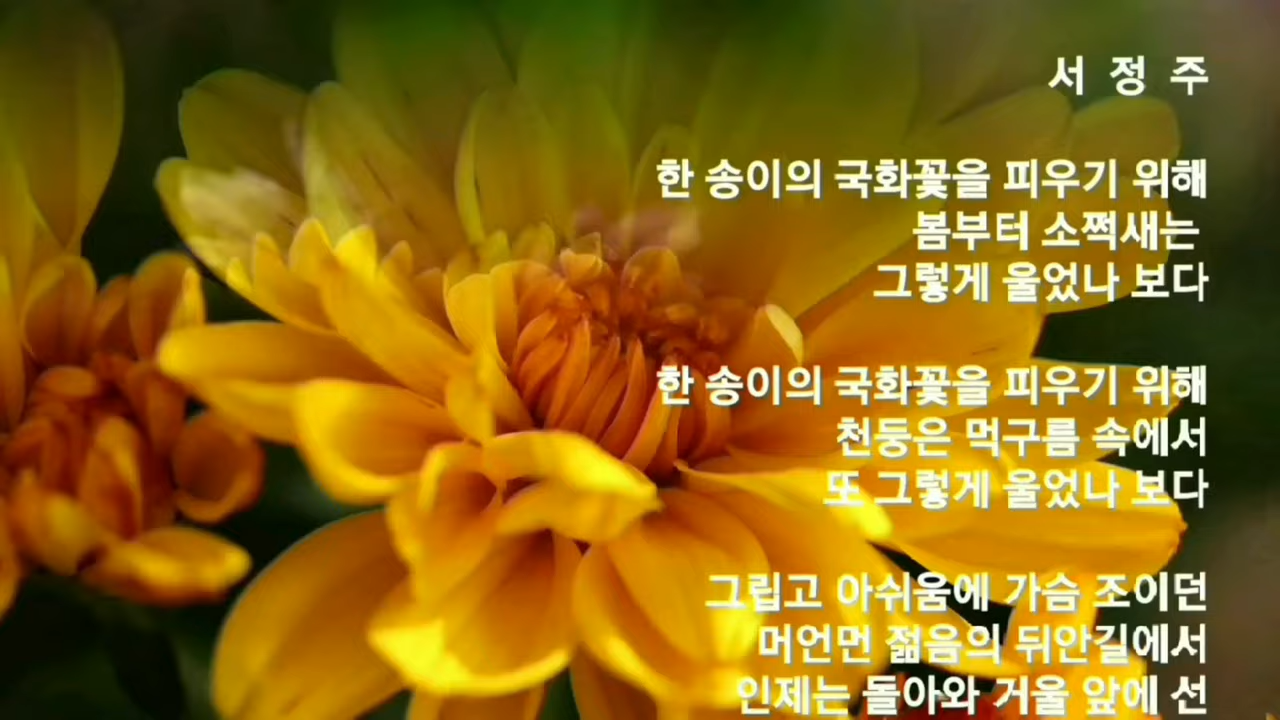 서 정 주
한 송이의 국화꽃을 피우기 위해
봄부터 소쩍새는
그렇게 울었나 보다
한 송이의 국화꽃을 피우기 위해
천둥은 먹구름 속에서
또 그렇게 울었나 보다
그립고 아쉬움에 가슴 조이던
머언먼 젊음의 뒤안길에서
인제는 돌아와 거울 앞에 선